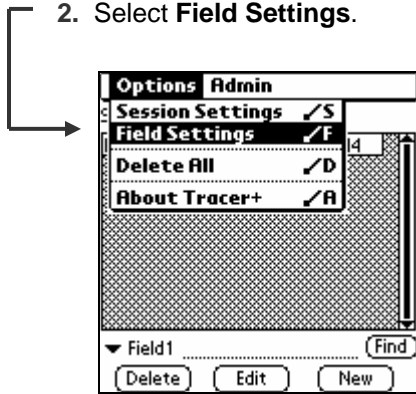 2. Select Field Settings.
Options Admin
Session Settings /S
Field Settings /F
Delete All /D
About Tracer+ /A
Field1
Find
Delete Edit New